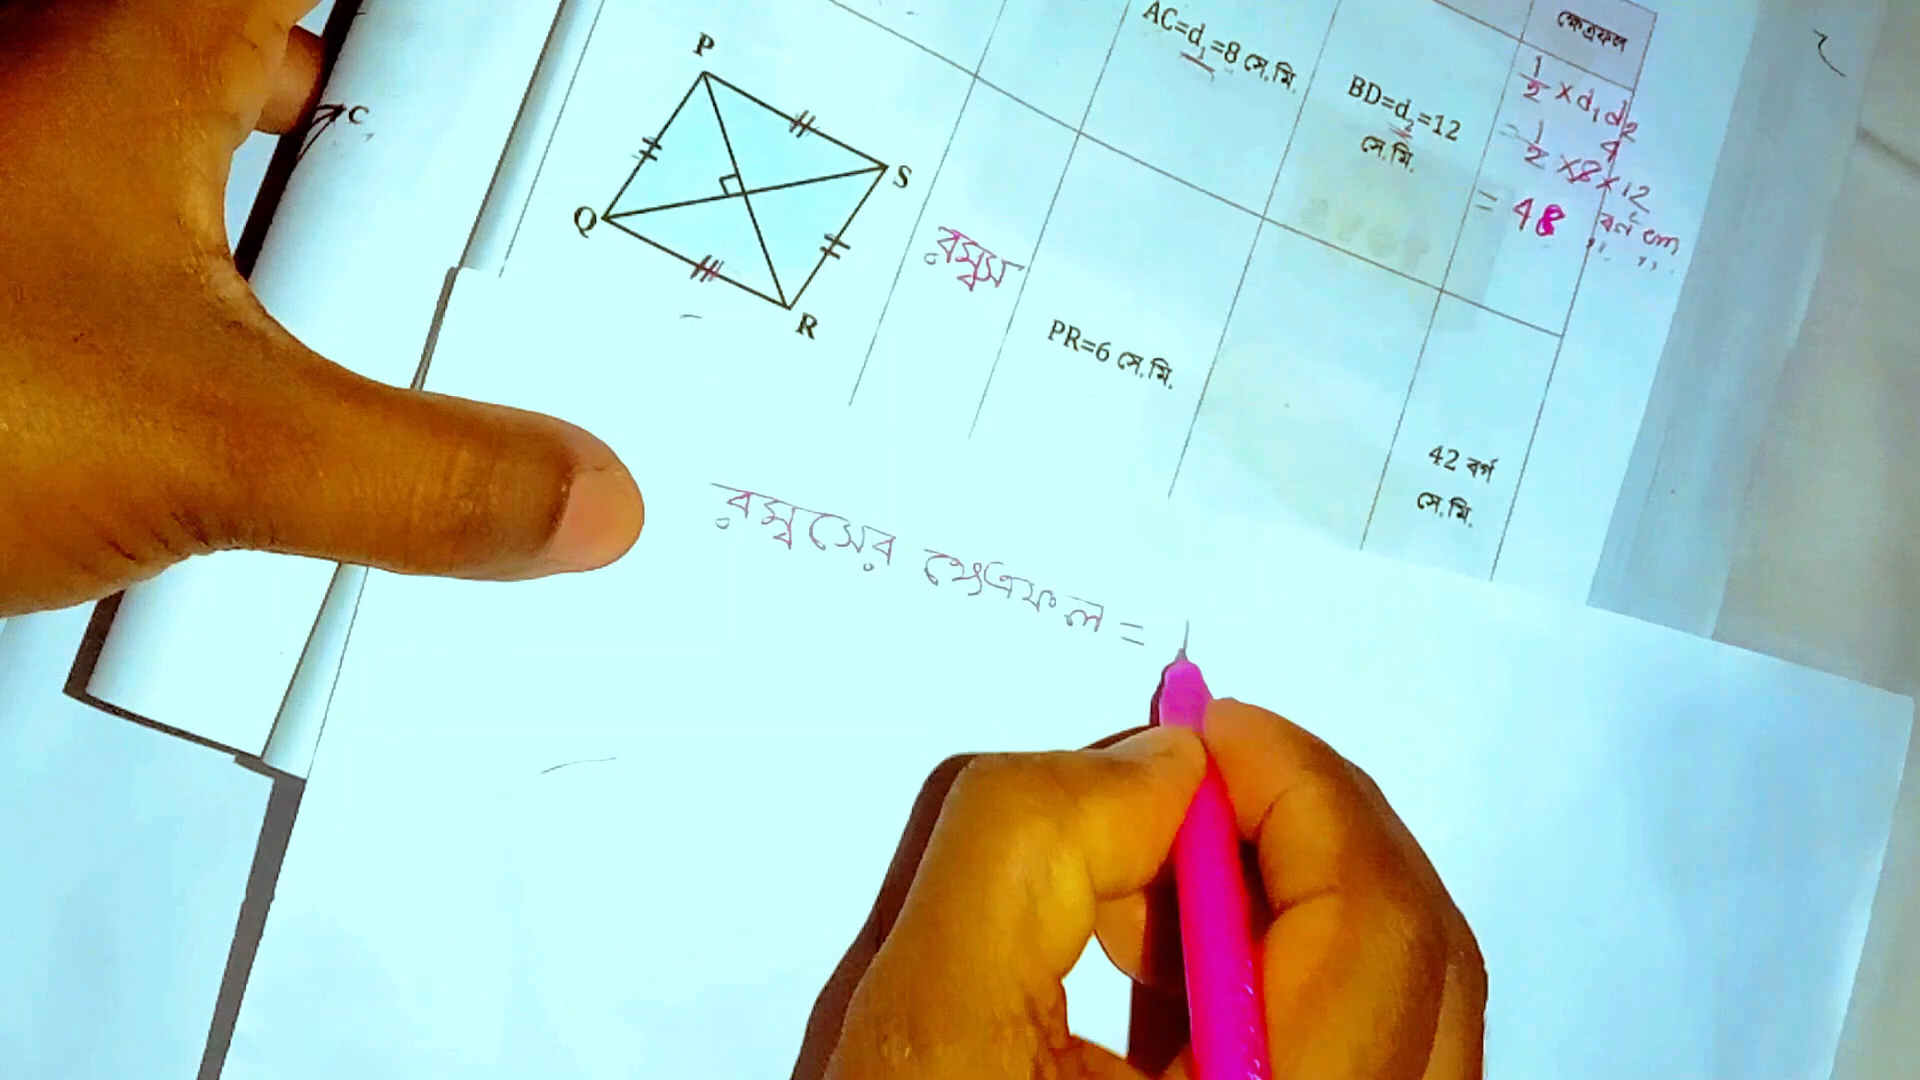 ক্ষেত্রফল
AC=d₁=8 সে.মি.
BD=d₂=12
সে.মি.
1/2 × d₁d₂
= 1/2 × 8 × 12
4
= 48 বর্গ cm
P
S
Q
R
C
রম্বস
PR=6 সে.মি.
42 বর্গ
সে.মি.
রম্বসের ক্ষেত্রফল =